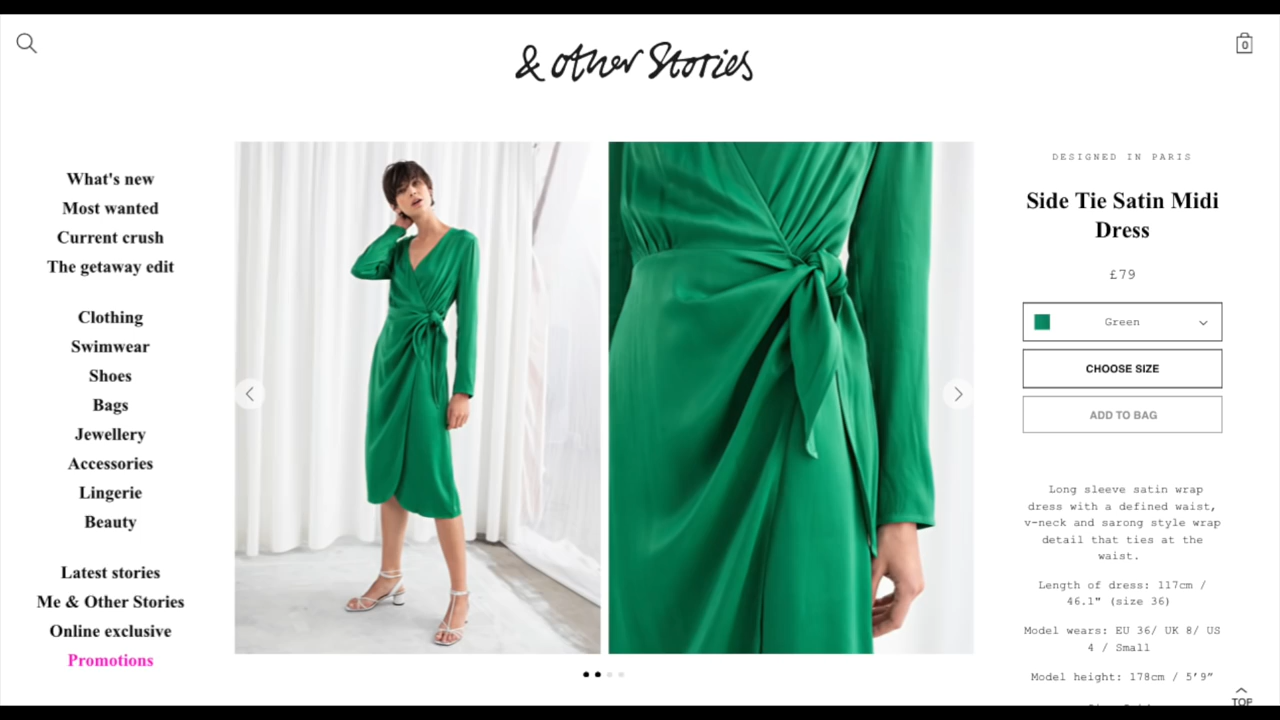 0
& Other Stories
What's new
Most wanted
Current crush
The getaway edit
Clothing
Swimwear
Shoes
Bags
Jewellery
Accessories
Lingerie
Beauty
Latest stories
Me & Other Stories
Online exclusive
Promotions
DESIGNED IN PARIS
Side Tie Satin Midi
Dress
£79
Green
CHOOSE SIZE
ADD TO BAG
Long sleeve satin wrap
dress with a defined waist,
v-neck and sarong style wrap
detail that ties at the
waist.
Length of dress: 117cm /
46.1" (size 36)
Model wears: EU 36/ UK 8/ US
4 / Small
Model height: 178cm / 5’9”
TOP